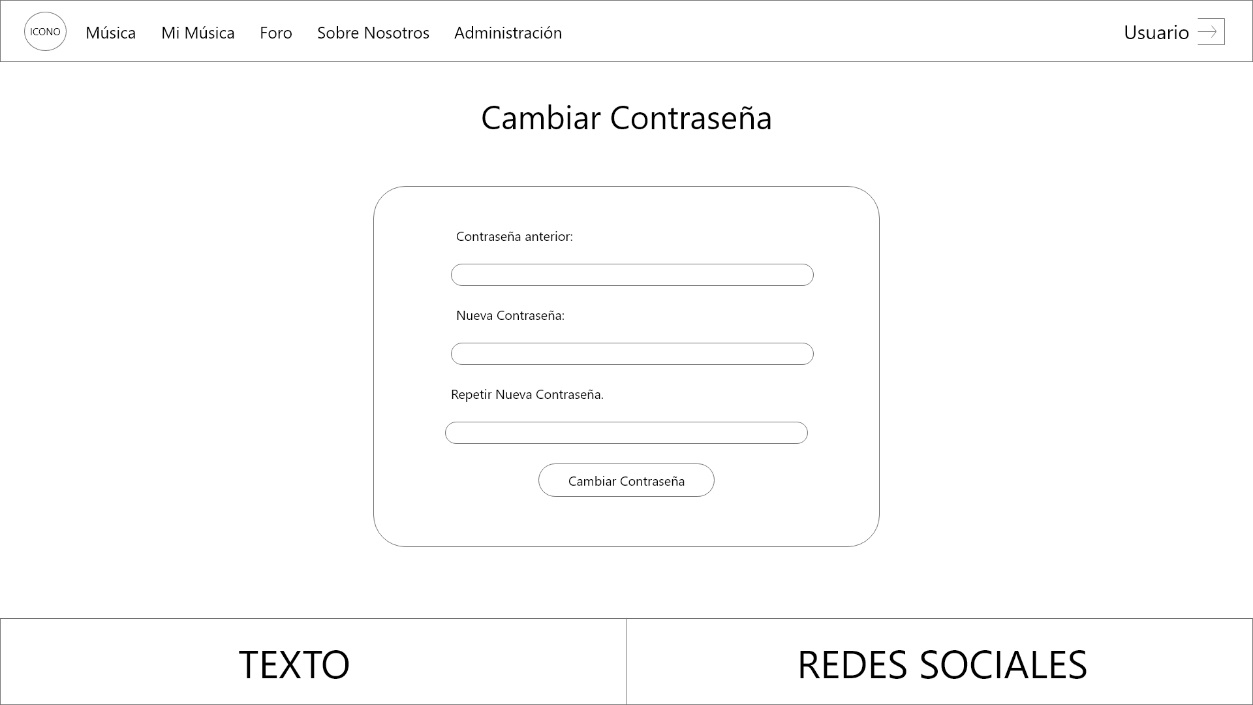 ICONO Música Mi Música Foro Sobre Nosotros Administración Usuario
Cambiar Contraseña
Contraseña anterior:
Nueva Contraseña:
Repetir Nueva Contraseña.
Cambiar Contraseña
TEXTO REDES SOCIALES